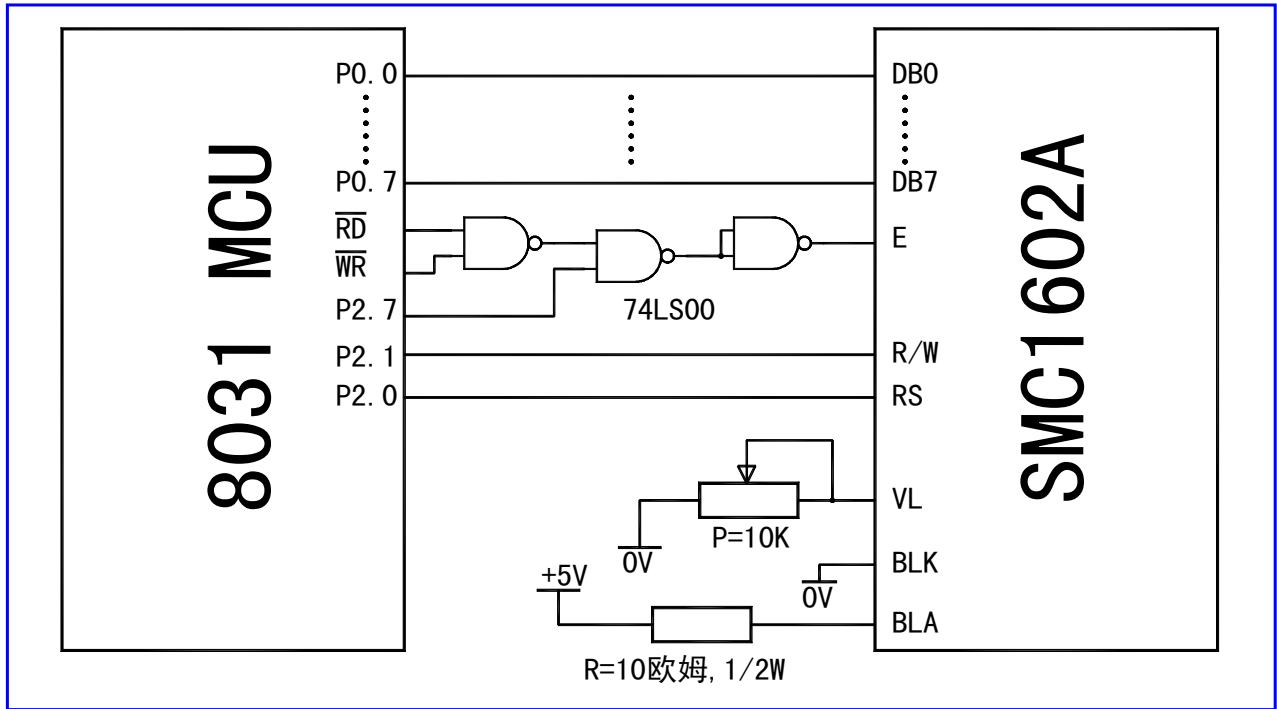 8031 MCU
P0.0
P0.7
RD
WR
P2.7
P2.1
P2.0
74LS00
SMC1602A
DB0
DB7
E
R/W
RS
VL
BLK
BLA
P=10K
0V
0V
+5V
R=10欧姆,1/2W